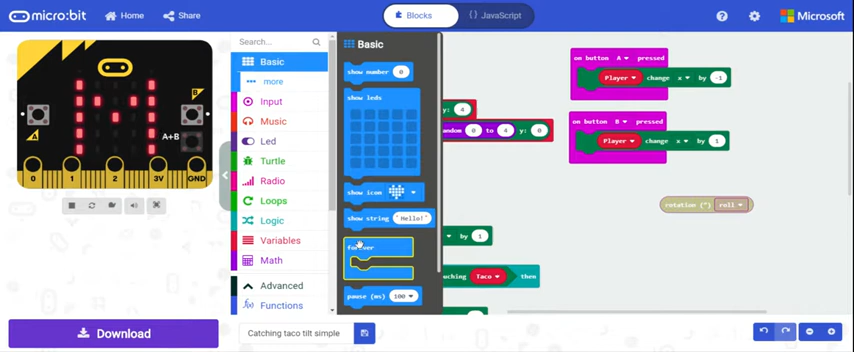 micro:bit Home Share Blocks {} JavaScript ? Microsoft
Search...
Basic
more
Input
Music
Led
Turtle
Radio
Loops
Logic
Variables
Math
Advanced
Functions
Basic
show number 0
show leds
show icon
show string "Hello!"
forever
pause (ms) 100
y: 4
0 to 4 y: 0
by 1
Taco then
on button A pressed
Player change x by -1
on button B pressed
Player change x by 1
rotation (°) roll
B
A
A+B
0 1 2 3V GND
Download
Catching taco tilt simple